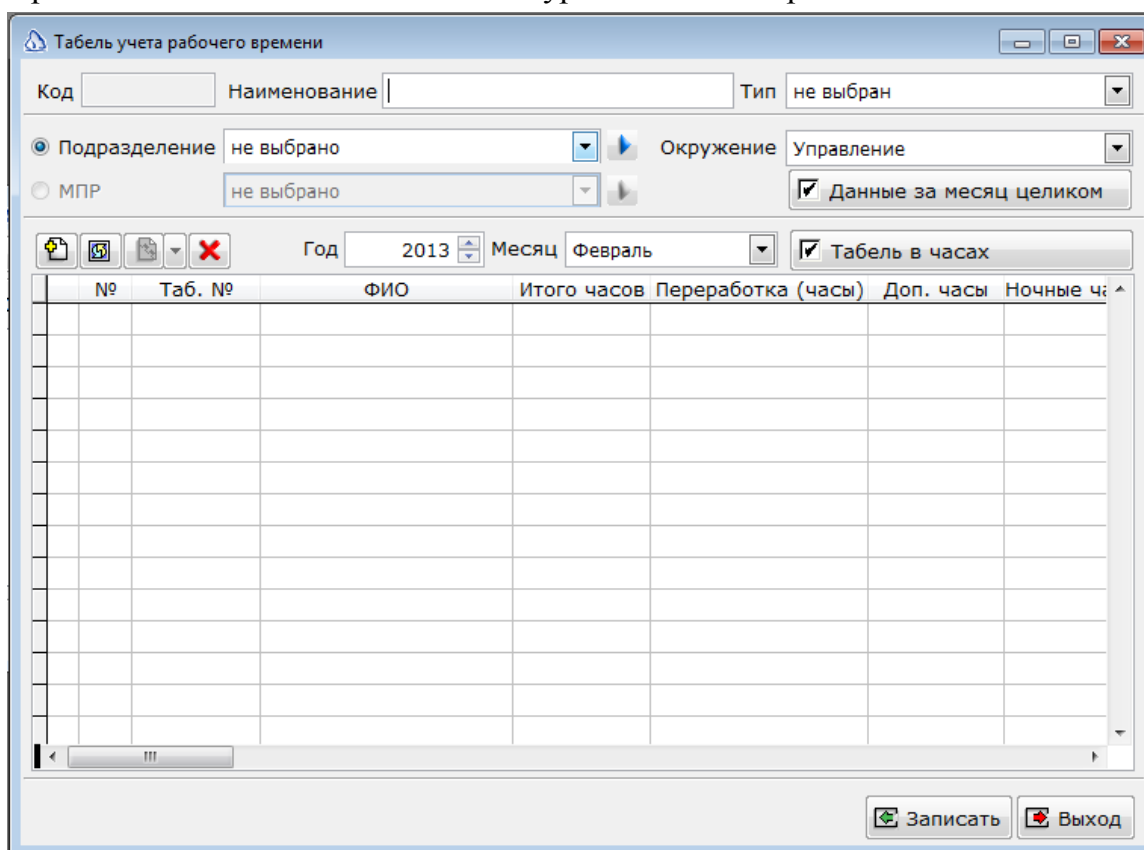 Табель учета рабочего времени
Код Наименование Тип не выбран
Подразделение не выбрано Окружение Управление
МПР не выбрано Данные за месяц целиком
Год 2013 Месяц Февраль Табель в часах
№ Таб. № ФИО Итого часов Переработка (часы) Доп. часы Ночные ча
Записать Выход